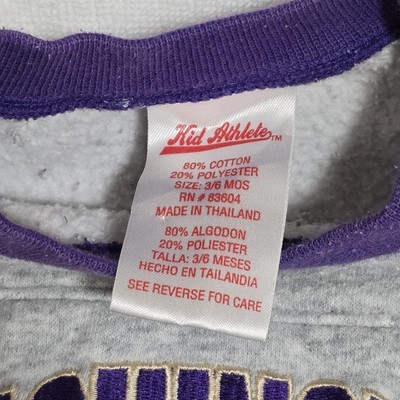 Kid Athlete™
80% COTTON
20% POLYESTER
SIZE: 3/6 MOS
RN # 83604
MADE IN THAILAND
80% ALGODON
20% POLIESTER
TALLA: 3/6 MESES
HECHO EN TAILANDIA
SEE REVERSE FOR CARE